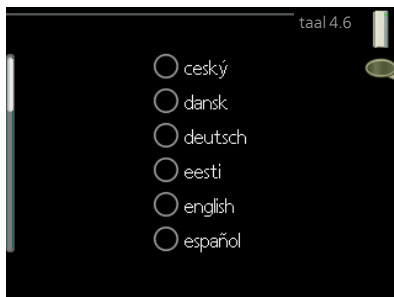 taal 4.6
ceský
dansk
deutsch
eesti
english
español